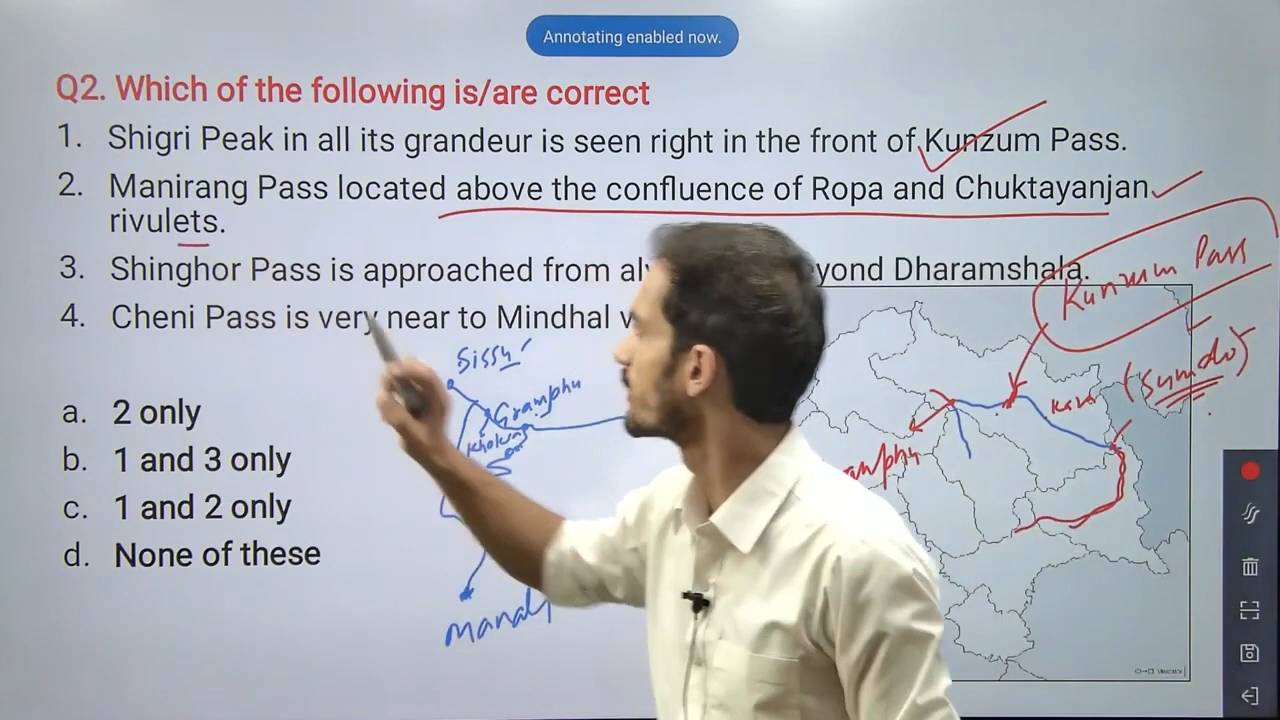 Annotating enabled now.
Q2. Which of the following is/are correct
1. Shigri Peak in all its grandeur is seen right in the front of Kunzum Pass.
2. Manirang Pass located above the confluence of Ropa and Chuktayanjan
rivulets.
3. Shinghor Pass is approached from yond Dharamshala.
4. Cheni Pass is very near to Mindhal
Kunzum Pass
(Sumdo)
Sissu
Gramphu
Khoksar
a. 2 only
b. 1 and 3 only
c. 1 and 2 only
d. None of these
Manali